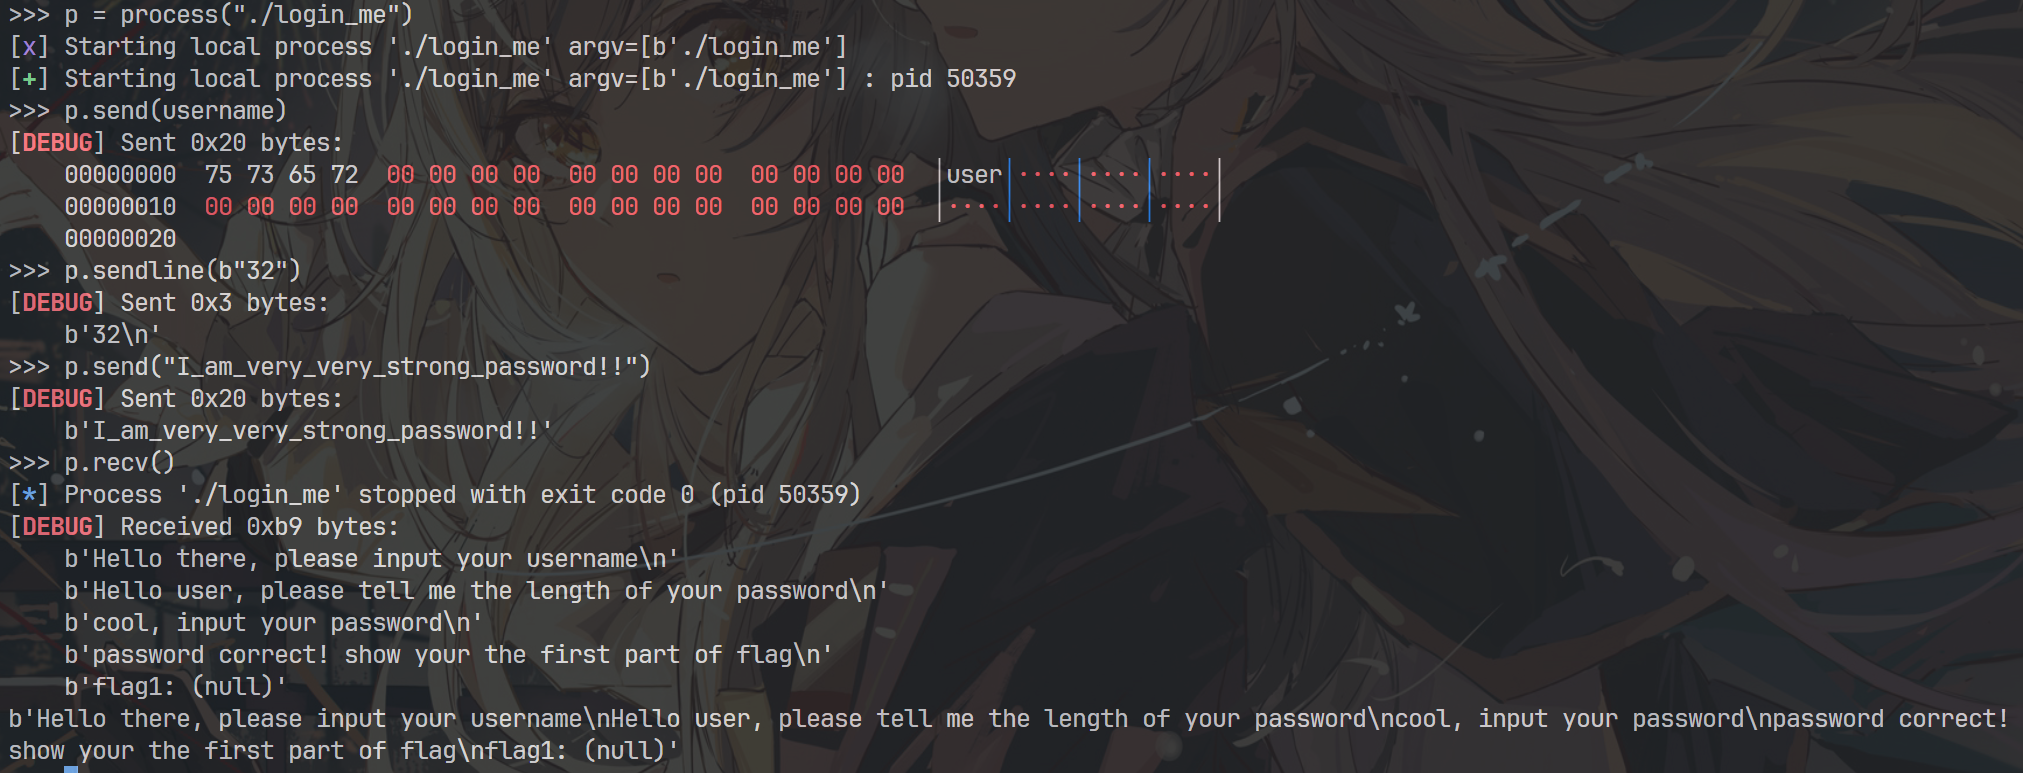 >>> p = process("./login_me")
[x] Starting local process './login_me' argv=[b'./login_me']
[+] Starting local process './login_me' argv=[b'./login_me'] : pid 50359
>>> p.send(username)
[DEBUG] Sent 0x20 bytes:
    00000000  75 73 65 72  00 00 00 00  00 00 00 00  00 00 00 00  │user│····│····│····│
    00000010  00 00 00 00  00 00 00 00  00 00 00 00  00 00 00 00  │····│····│····│····│
    00000020
>>> p.sendline(b"32")
[DEBUG] Sent 0x3 bytes:
    b'32\n'
>>> p.send("I_am_very_very_strong_password!!")
[DEBUG] Sent 0x20 bytes:
    b'I_am_very_very_strong_password!!'
>>> p.recv()
[*] Process './login_me' stopped with exit code 0 (pid 50359)
[DEBUG] Received 0xb9 bytes:
    b'Hello there, please input your username\n'
    b'Hello user, please tell me the length of your password\n'
    b'cool, input your password\n'
    b'password correct! show your the first part of flag\n'
    b'flag1: (null)'
b'Hello there, please input your username\nHello user, please tell me the length of your password\ncool, input your password\npassword correct!
show your the first part of flag\nflag1: (null)'